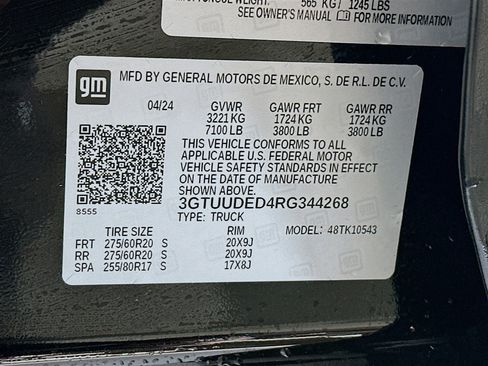 565 KG / 1245 LBS
SEE OWNER'S MANUAL FOR MORE INFORMATION
gm
MFD BY GENERAL MOTORS DE MEXICO, S. DE R.L. DE C.V.
04/24 GVWR GAWR FRT GAWR RR
3221 KG 1724 KG 1724 KG
7100 LB 3800 LB 3800 LB
THIS VEHICLE CONFORMS TO ALL
APPLICABLE U.S. FEDERAL MOTOR
VEHICLE SAFETY STANDARDS IN EFFECT
ON THE DATE OF MANUFACTURE
SHOWN ABOVE.
8555
3GTUUDED4RG344268
TYPE: TRUCK MODEL: 48TK10543
TIRE SIZE RIM
FRT 275/60R20 S 20X9J
RR 275/60R20 S 20X9J
SPA 255/80R17 S 17X8J